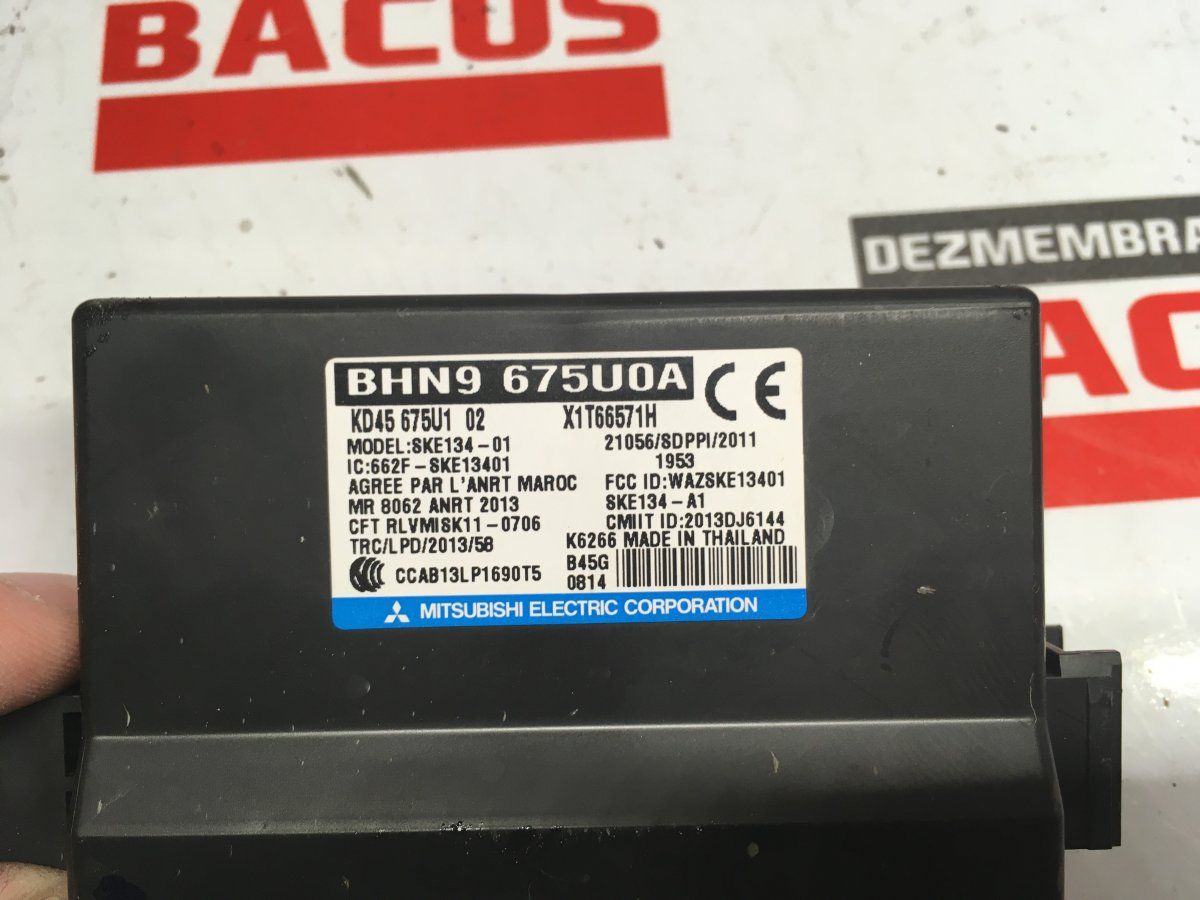 BACOS
DEZMEMBRA
ACO
BHN9 675U0A
KD45 675U1 02 X1T66571H
MODEL:SKE134-01 21056/SDPPI/2011
IC:662F-SKE13401 1953
AGREE PAR L'ANRT MAROC FCC ID:WAZSKE13401
MR 8062 ANRT 2013 SKE134-A1
CFT RLVMISK11-0706 CMIIT ID:2013DJ6144
TRC/LPD/2013/58 K6266 MADE IN THAILAND
CCAB13LP1690T5 B45G
0814
MITSUBISHI ELECTRIC CORPORATION